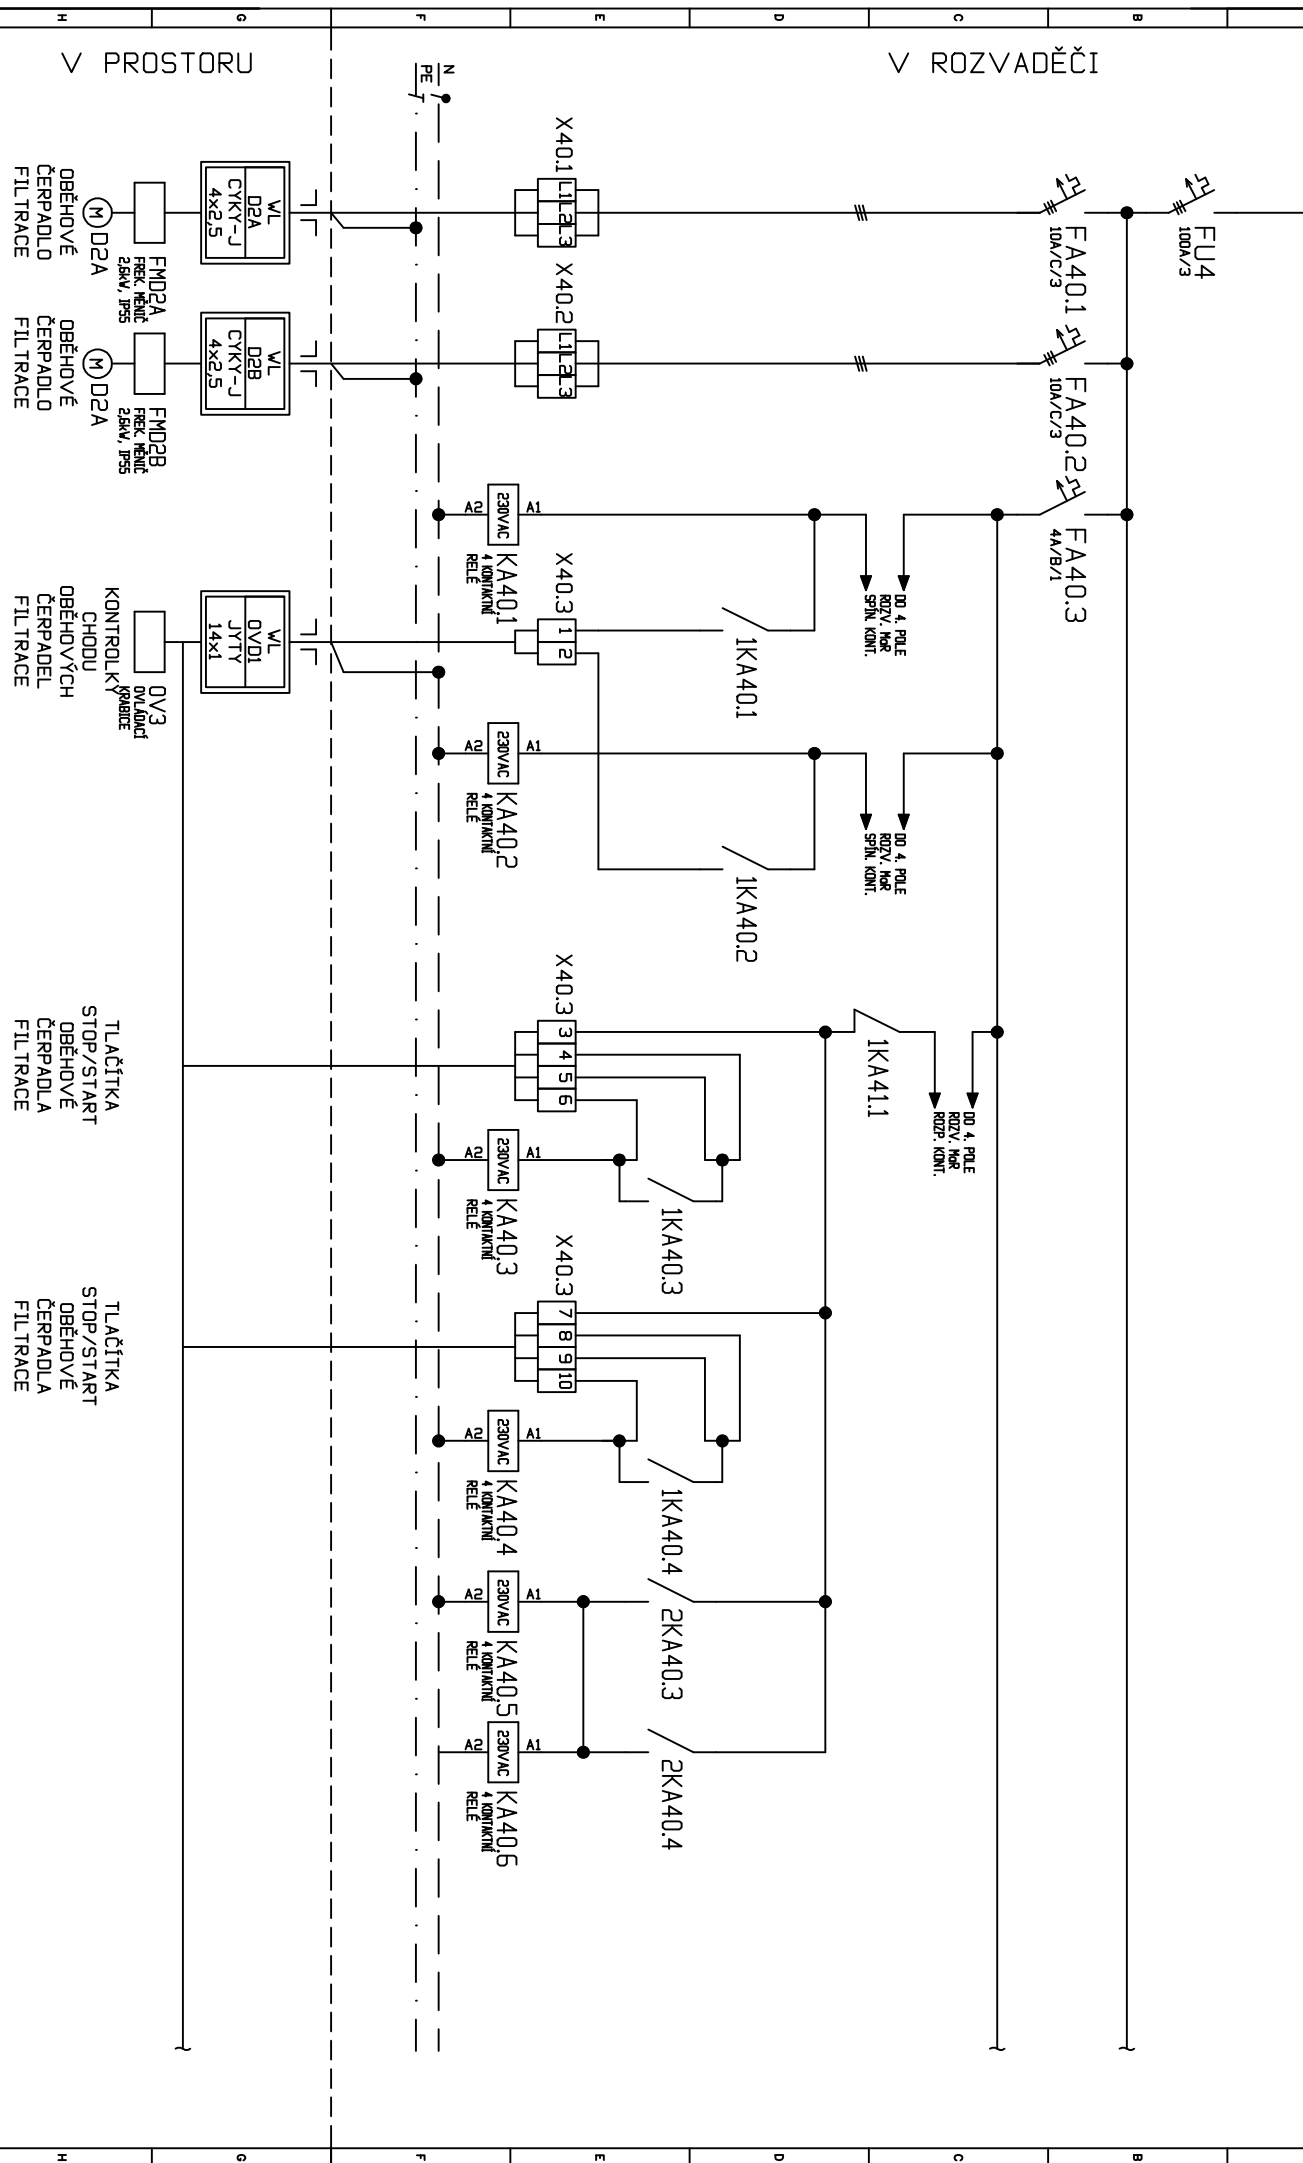 H
G
F
E
D
C
B
V PROSTORU
V ROZVADĚČI
N
PE
FU4
100A/3
FA40.1
10A/C/3
X40.1
L1
L2
L3
WL
D2A
CYKY-J
4x2,5
FMD2A
FREK. MĚNIČ
2,6kW, IP55
M
D2A
OBĚHOVÉ
ČERPADLO
FILTRACE
FA40.2
10A/C/3
X40.2
L1
L2
L3
WL
D2B
CYKY-J
4x2,5
FMD2B
FREK. MĚNIČ
2,6kW, IP55
M
D2A
OBĚHOVÉ
ČERPADLO
FILTRACE
FA40.3
4A/B/1
DO 4. POLE
ROZV. MaR
SPÍN. KONT.
A1
230VAC
A2
KA40.1
4 KONTAKTNÍ
RELÉ
1KA40.1
X40.3
1
2
WL
OVD1
JYTY
14x1
OV3
OVLÁDACÍ
KRABICE
KONTROLKY
CHODU
OBĚHOVÝCH
ČERPADEL
FILTRACE
DO 4. POLE
ROZV. MaR
SPÍN. KONT.
A1
230VAC
A2
KA40.2
4 KONTAKTNÍ
RELÉ
1KA40.2
DO 4. POLE
ROZV. MaR
ROZP. KONT.
1KA41.1
X40.3
3
4
5
6
A1
230VAC
A2
KA40.3
4 KONTAKTNÍ
RELÉ
1KA40.3
TLAČÍTKA
STOP/START
OBĚHOVÉ
ČERPADLA
FILTRACE
X40.3
7
8
9
10
A1
230VAC
A2
KA40.4
4 KONTAKTNÍ
RELÉ
1KA40.4
TLAČÍTKA
STOP/START
OBĚHOVÉ
ČERPADLA
FILTRACE
2KA40.3
A1
230VAC
A2
KA40.5
4 KONTAKTNÍ
RELÉ
2KA40.4
A1
230VAC
A2
KA40.6
4 KONTAKTNÍ
RELÉ
H
G
F
E
D
C
B